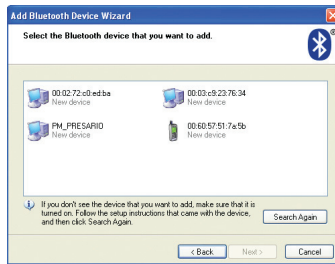 Add Bluetooth Device Wizard
Select the Bluetooth device that you want to add.
00:02:72:c0:ed:ba
New device
00:03:c9:23:76:34
New device
PM_PRESARIO
New device
00:60:57:51:7a:5b
New device
If you don't see the device that you want to add, make sure that it is
turned on. Follow the setup instructions that came with the device,
and then click Search Again.
Search Again
< Back
Next >
Cancel